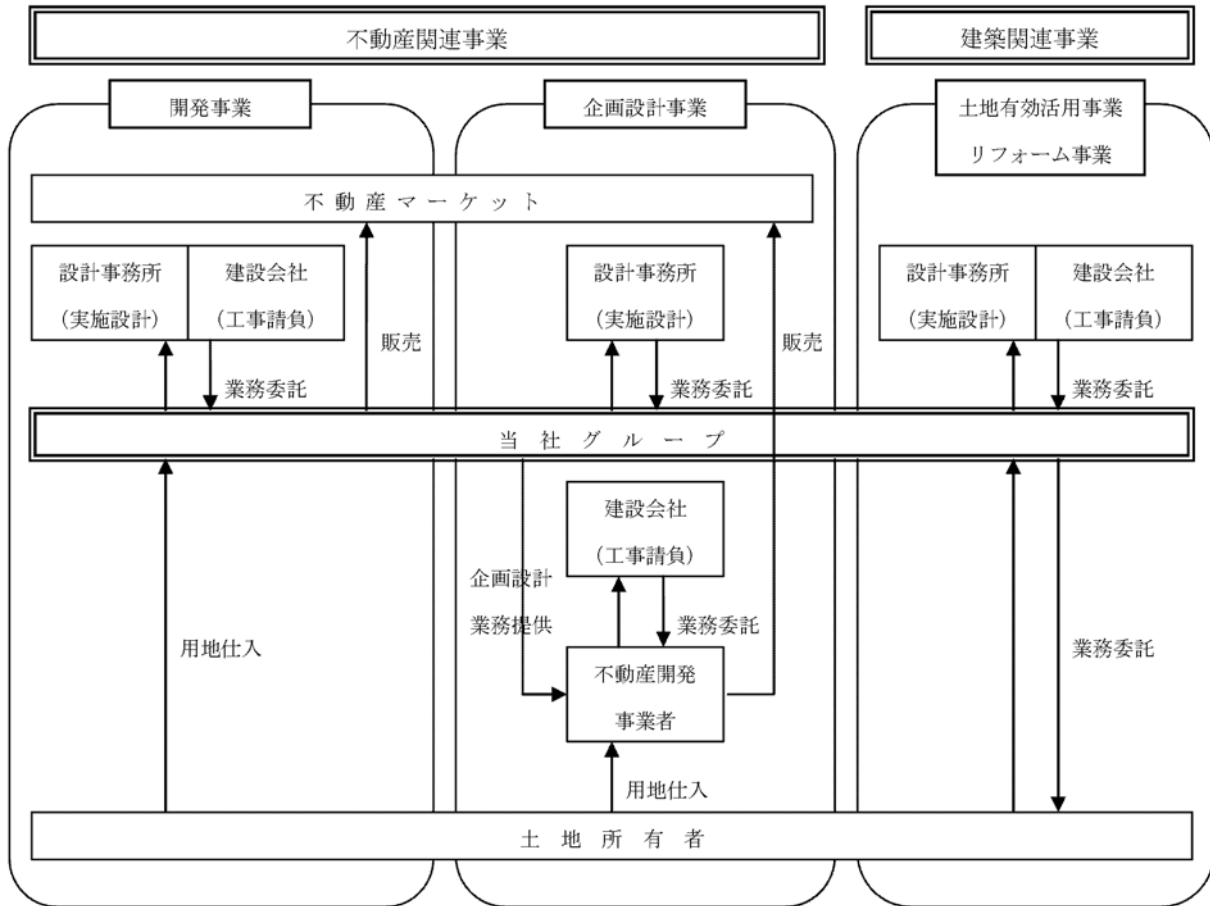 不動産関連事業
建築関連事業
開発事業
企画設計事業
土地有効活用事業
リフォーム事業
不動産マーケット
設計事務所
(実施設計)
建設会社
(工事請負)
販売
業務委託
設計事務所
(実施設計)
業務委託
販売
設計事務所
(実施設計)
建設会社
(工事請負)
業務委託
当社グループ
用地仕入
企画設計
業務提供
建設会社
(工事請負)
業務委託
不動産開発
事業者
用地仕入
業務委託
土地所有者